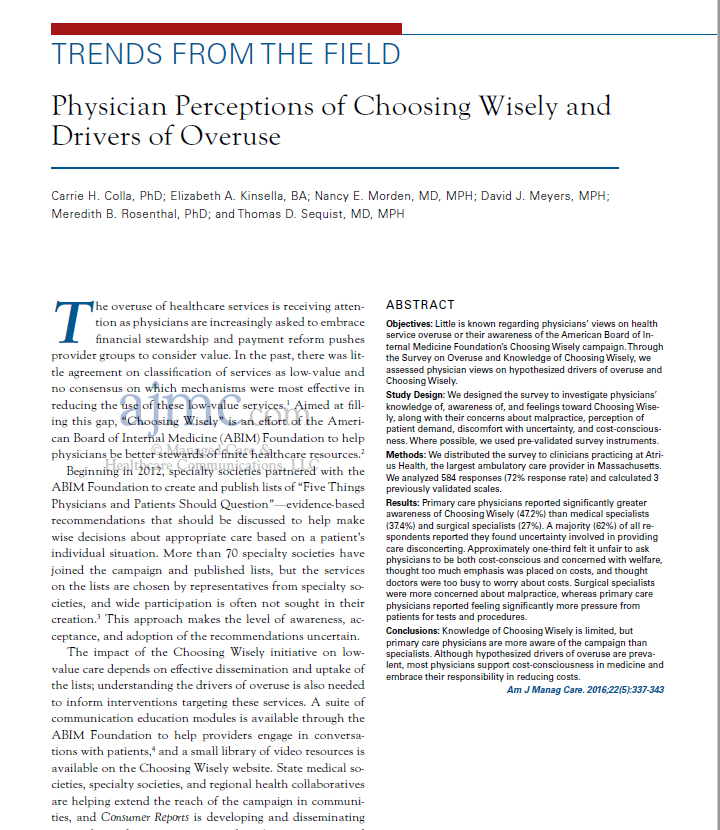 TRENDS FROM THE FIELD
Physician Perceptions of Choosing Wisely and
Drivers of Overuse
Carrie H. Colla, PhD; Elizabeth A. Kinsella, BA; Nancy E. Morden, MD, MPH; David J. Meyers, MPH;
Meredith B. Rosenthal, PhD; and Thomas D. Sequist, MD, MPH
The overuse of healthcare services is receiving atten-
tion as physicians are increasingly asked to embrace
financial stewardship and payment reform pushes
provider groups to consider value. In the past, there was lit-
tle agreement on classification of services as low-value and
no consensus on which mechanisms were most effective in
reducing the use of these low-value services.¹ Aimed at fill-
ing this gap, “Choosing Wisely” is an effort of the Ameri-
can Board of Internal Medicine (ABIM) Foundation to help
physicians be better stewards of finite healthcare resources.²
Beginning in 2012, specialty societies partnered with the
ABIM Foundation to create and publish lists of “Five Things
Physicians and Patients Should Question”—evidence-based
recommendations that should be discussed to help make
wise decisions about appropriate care based on a patient’s
individual situation. More than 70 specialty societies have
joined the campaign and published lists, but the services
on the lists are chosen by representatives from specialty so-
cieties, and wide participation is often not sought in their
creation.³ This approach makes the level of awareness, ac-
ceptance, and adoption of the recommendations uncertain.
The impact of the Choosing Wisely initiative on low-
value care depends on effective dissemination and uptake of
the lists; understanding the drivers of overuse is also needed
to inform interventions targeting these services. A suite of
communication education modules is available through the
ABIM Foundation to help providers engage in conversa-
tions with patients,⁴ and a small library of video resources is
available on the Choosing Wisely website. State medical so-
cieties, specialty societies, and regional health collaboratives
are helping extend the reach of the campaign in communi-
ties, and Consumer Reports is developing and disseminating
ajmc.com
© Managed Care &
Healthcare Communications, LLC
ABSTRACT
Objectives: Little is known regarding physicians’ views on health
service overuse or their awareness of the American Board of In-
ternal Medicine Foundation’s Choosing Wisely campaign. Through
the Survey on Overuse and Knowledge of Choosing Wisely, we
assessed physician views on hypothesized drivers of overuse and
Choosing Wisely.
Study Design: We designed the survey to investigate physicians’
knowledge of, awareness of, and feelings toward Choosing Wise-
ly, along with their concerns about malpractice, perception of
patient demand, discomfort with uncertainty, and cost-conscious-
ness. Where possible, we used pre-validated survey instruments.
Methods: We distributed the survey to clinicians practicing at Atri-
us Health, the largest ambulatory care provider in Massachusetts.
We analyzed 584 responses (72% response rate) and calculated 3
previously validated scales.
Results: Primary care physicians reported significantly greater
awareness of Choosing Wisely (47.2%) than medical specialists
(37.4%) and surgical specialists (27%). A majority (62%) of all re-
spondents reported they found uncertainty involved in providing
care disconcerting. Approximately one-third felt it unfair to ask
physicians to be both cost-conscious and concerned with welfare,
thought too much emphasis was placed on costs, and thought
doctors were too busy to worry about costs. Surgical specialists
were more concerned about malpractice, whereas primary care
physicians reported feeling significantly more pressure from
patients for tests and procedures.
Conclusions: Knowledge of Choosing Wisely is limited, but
primary care physicians are more aware of the campaign than
specialists. Although hypothesized drivers of overuse are preva-
lent, most physicians support cost-consciousness in medicine and
embrace their responsibility in reducing costs.
Am J Manag Care. 2016;22(5):337-343